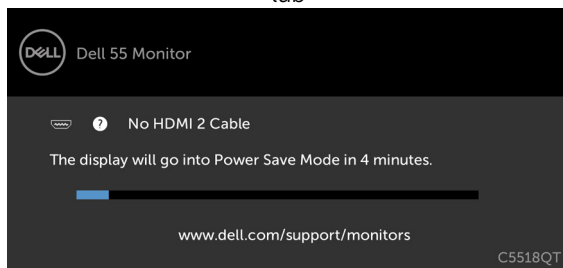 DELL Dell 55 Monitor
? No HDMI 2 Cable
The display will go into Power Save Mode in 4 minutes.
www.dell.com/support/monitors
C5518QT